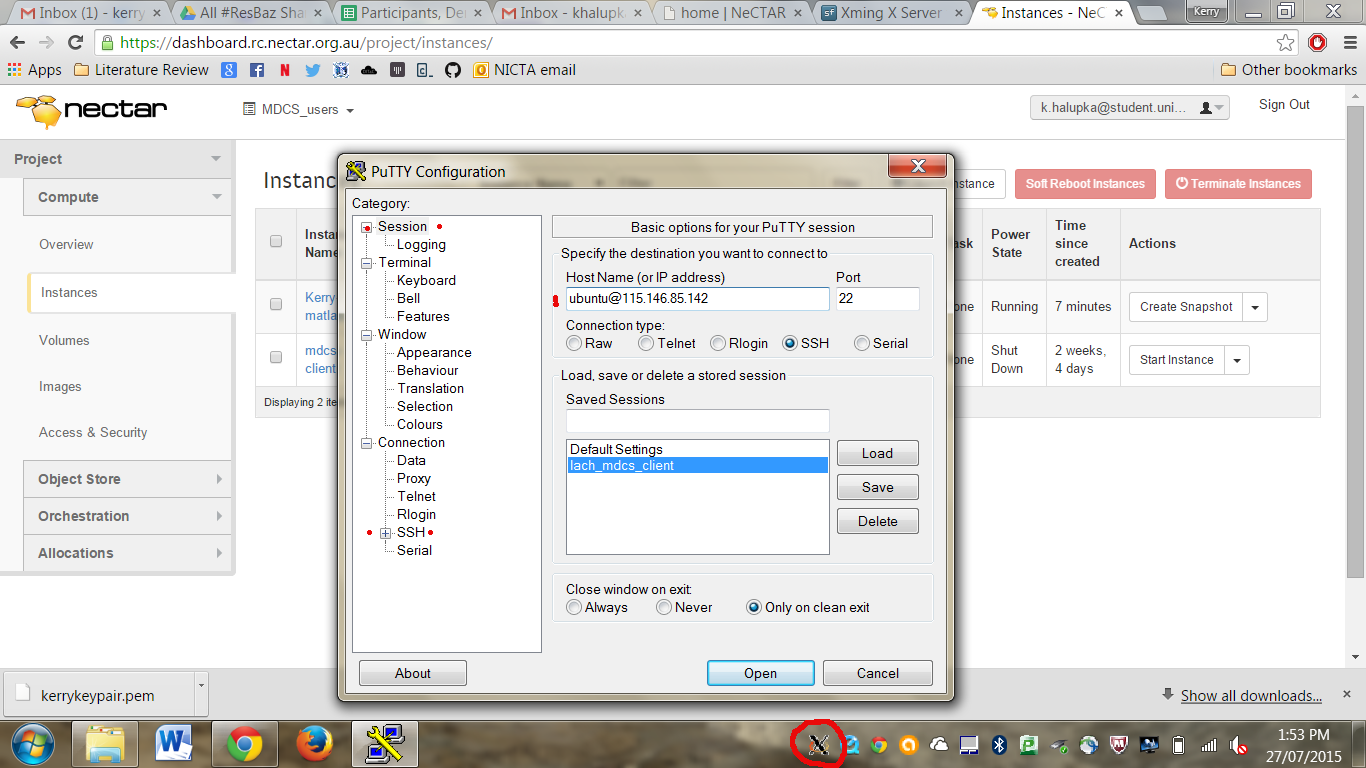 Inbox (1) - kerry
All #ResBaz Sha
Participants, De
Inbox - khalupk
home | NeCTAR
Xming X Server
Instances - NeC
Kerry
https://dashboard.rc.nectar.org.au/project/instances/
Apps
Literature Review
NICTA email
Other bookmarks
nectar
MDCS_users
k.halupka@student.uni...
Sign Out
Project
Compute
Overview
Instances
Volumes
Images
Access & Security
Object Store
Orchestration
Allocations
Instanc
nstance
Soft Reboot Instances
Terminate Instances
Instan
Name
ask
Power
State
Time
since
created
Actions
Kerry
matla
one
Running
7 minutes
Create Snapshot
mdcs
client
one
Shut
Down
2 weeks,
4 days
Start Instance
Displaying 2 ite
PuTTY Configuration
Category:
Session
Logging
Terminal
Keyboard
Bell
Features
Window
Appearance
Behaviour
Translation
Selection
Colours
Connection
Data
Proxy
Telnet
Rlogin
SSH
Serial
Basic options for your PuTTY session
Specify the destination you want to connect to
Host Name (or IP address)
Port
ubuntu@115.146.85.142
22
Connection type:
Raw
Telnet
Rlogin
SSH
Serial
Load, save or delete a stored session
Saved Sessions
Default Settings
lach_mdcs_client
Load
Save
Delete
Close window on exit:
Always
Never
Only on clean exit
About
Open
Cancel
kerrykeypair.pem
Show all downloads...
1:53 PM
27/07/2015